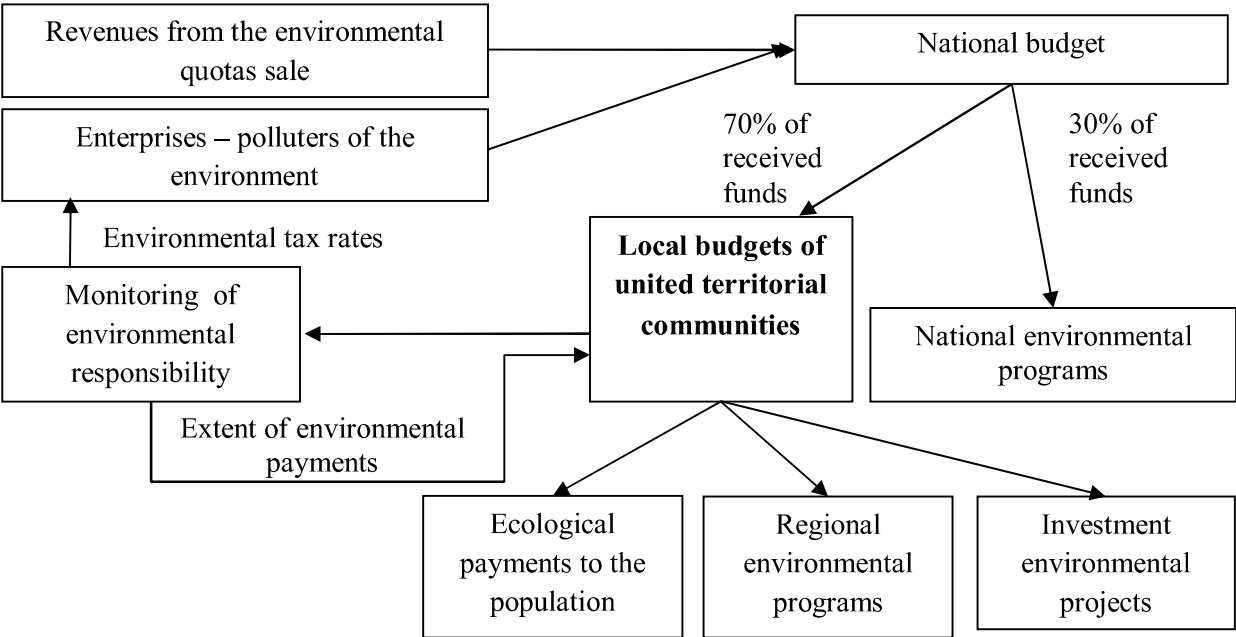 Revenues from the environmental
quotas sale
National budget
Enterprises – polluters of the
environment
70% of
received
funds
30% of
received
funds
Environmental tax rates
Monitoring of
environmental
responsibility
Local budgets of
united territorial
communities
National environmental
programs
Extent of environmental
payments
Ecological
payments to the
population
Regional
environmental
programs
Investment
environmental
projects